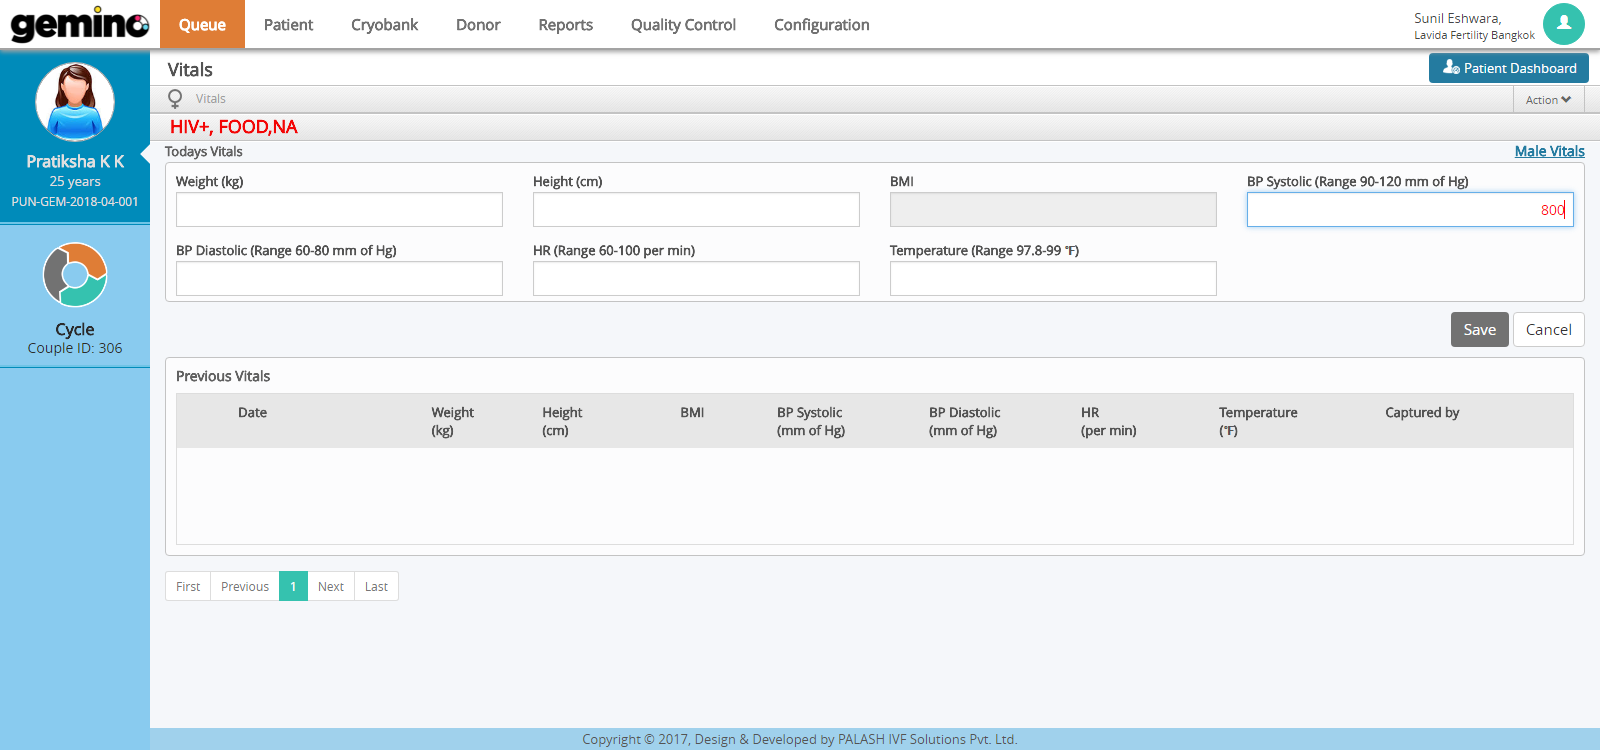 gemino
Queue Patient Cryobank Donor Reports Quality Control Configuration
Sunil Eshwara,
Lavida Fertility Bangkok
Pratiksha K K
25 years
PUN-GEM-2018-04-001
Cycle
Couple ID: 306
Vitals
Patient Dashboard
Vitals
Action
HIV+, FOOD,NA
Todays Vitals
Male Vitals
Weight (kg) Height (cm) BMI BP Systolic (Range 90-120 mm of Hg)
800
BP Diastolic (Range 60-80 mm of Hg) HR (Range 60-100 per min) Temperature (Range 97.8-99 °F)
Save Cancel
Previous Vitals
Date Weight (kg) Height (cm) BMI BP Systolic (mm of Hg) BP Diastolic (mm of Hg) HR (per min) Temperature (°F) Captured by
First Previous 1 Next Last
Copyright © 2017, Design & Developed by PALASH IVF Solutions Pvt. Ltd.